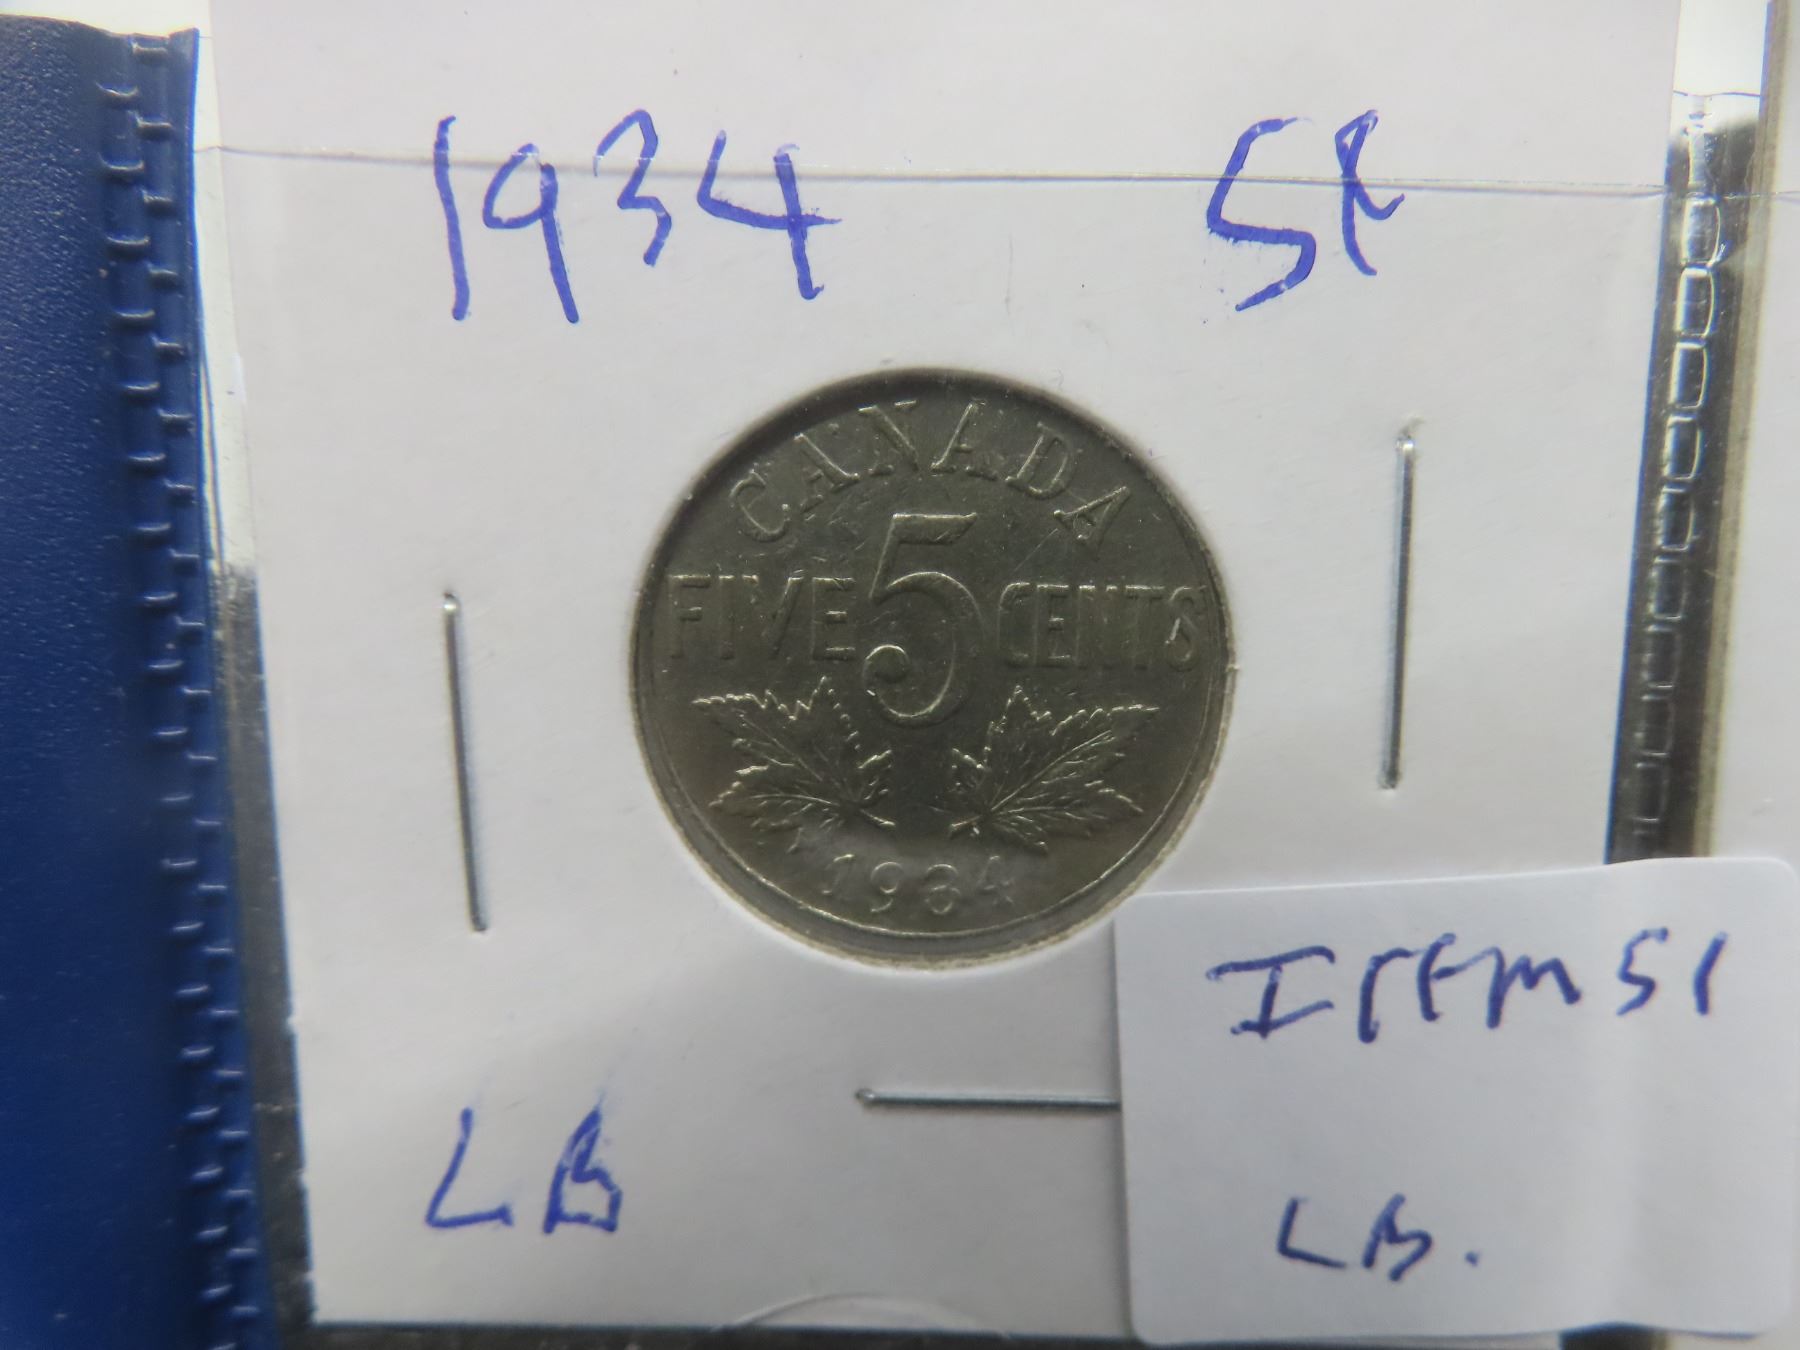 1934 5¢
CANADA
FIVE 5 CENTS
1934
ITEM 51
LB
LB.